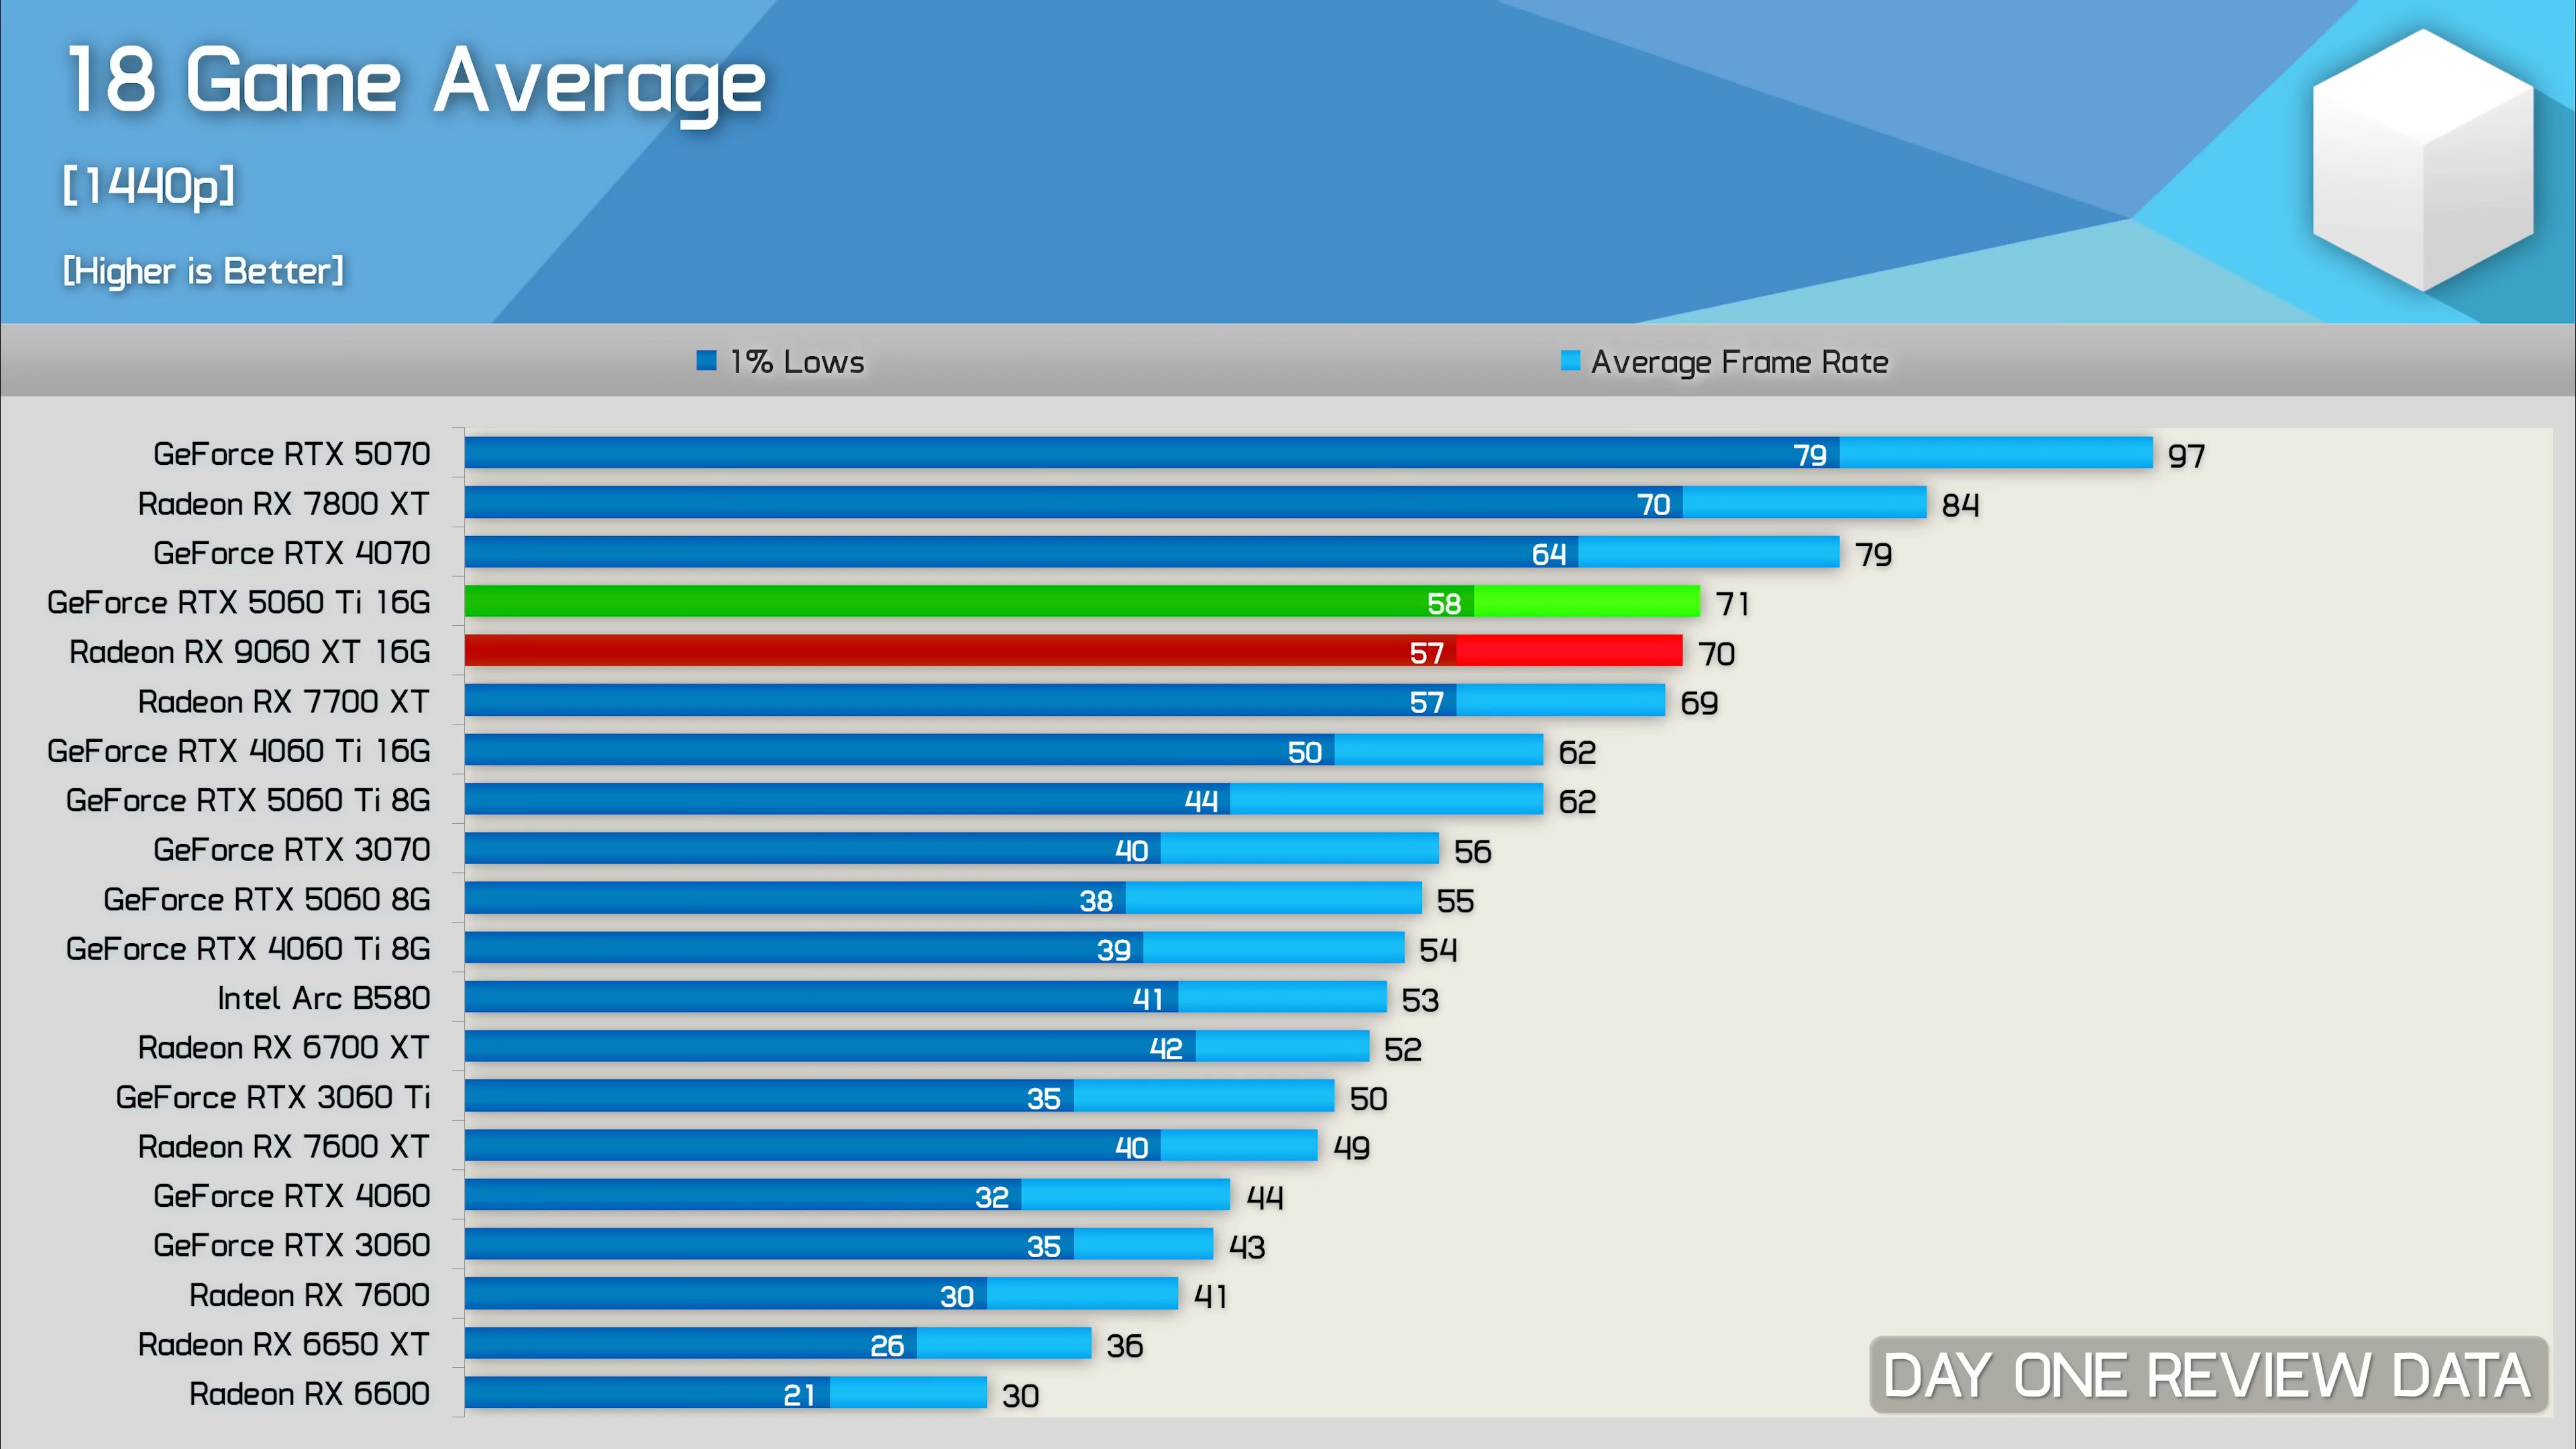 18 Game Average
[1440p]
[Higher is Better]
1% Lows Average Frame Rate
GeForce RTX 5070 79 97
Radeon RX 7800 XT 70 84
GeForce RTX 4070 64 79
GeForce RTX 5060 Ti 16G 58 71
Radeon RX 9060 XT 16G 57 70
Radeon RX 7700 XT 57 69
GeForce RTX 4060 Ti 16G 50 62
GeForce RTX 5060 Ti 8G 44 62
GeForce RTX 3070 40 56
GeForce RTX 5060 8G 38 55
GeForce RTX 4060 Ti 8G 39 54
Intel Arc B580 41 53
Radeon RX 6700 XT 42 52
GeForce RTX 3060 Ti 35 50
Radeon RX 7600 XT 40 49
GeForce RTX 4060 32 44
GeForce RTX 3060 35 43
Radeon RX 7600 30 41
Radeon RX 6650 XT 26 36
Radeon RX 6600 21 30
DAY ONE REVIEW DATA